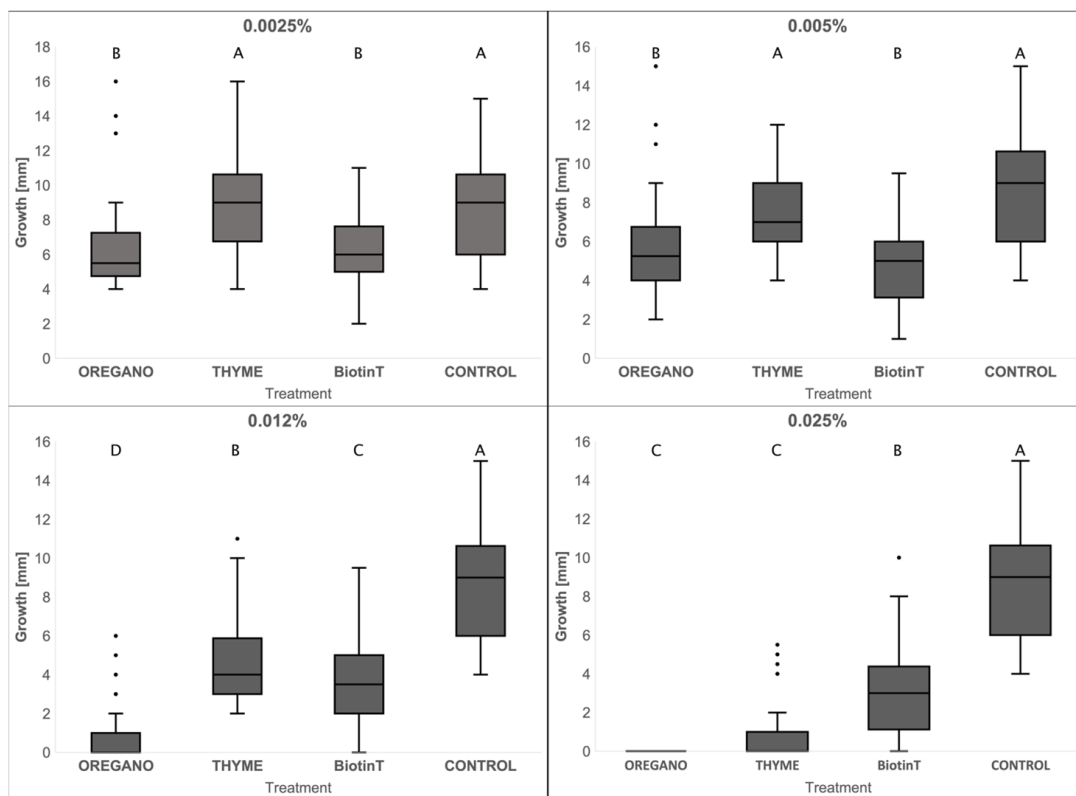 0.0025%
B A B A
18
16
14
12
10
8
6
4
2
0
Growth [mm]
OREGANO THYME BiotinT CONTROL
Treatment
0.005%
B A B A
16
14
12
10
8
6
4
2
0
Growth [mm]
OREGANO THYME BiotinT CONTROL
Treatment
0.012%
D B C A
16
14
12
10
8
6
4
2
0
Growth [mm]
OREGANO THYME BiotinT CONTROL
Treatment
0.025%
C C B A
16
14
12
10
8
6
4
2
0
Growth [mm]
OREGANO THYME BiotinT CONTROL
Treatment